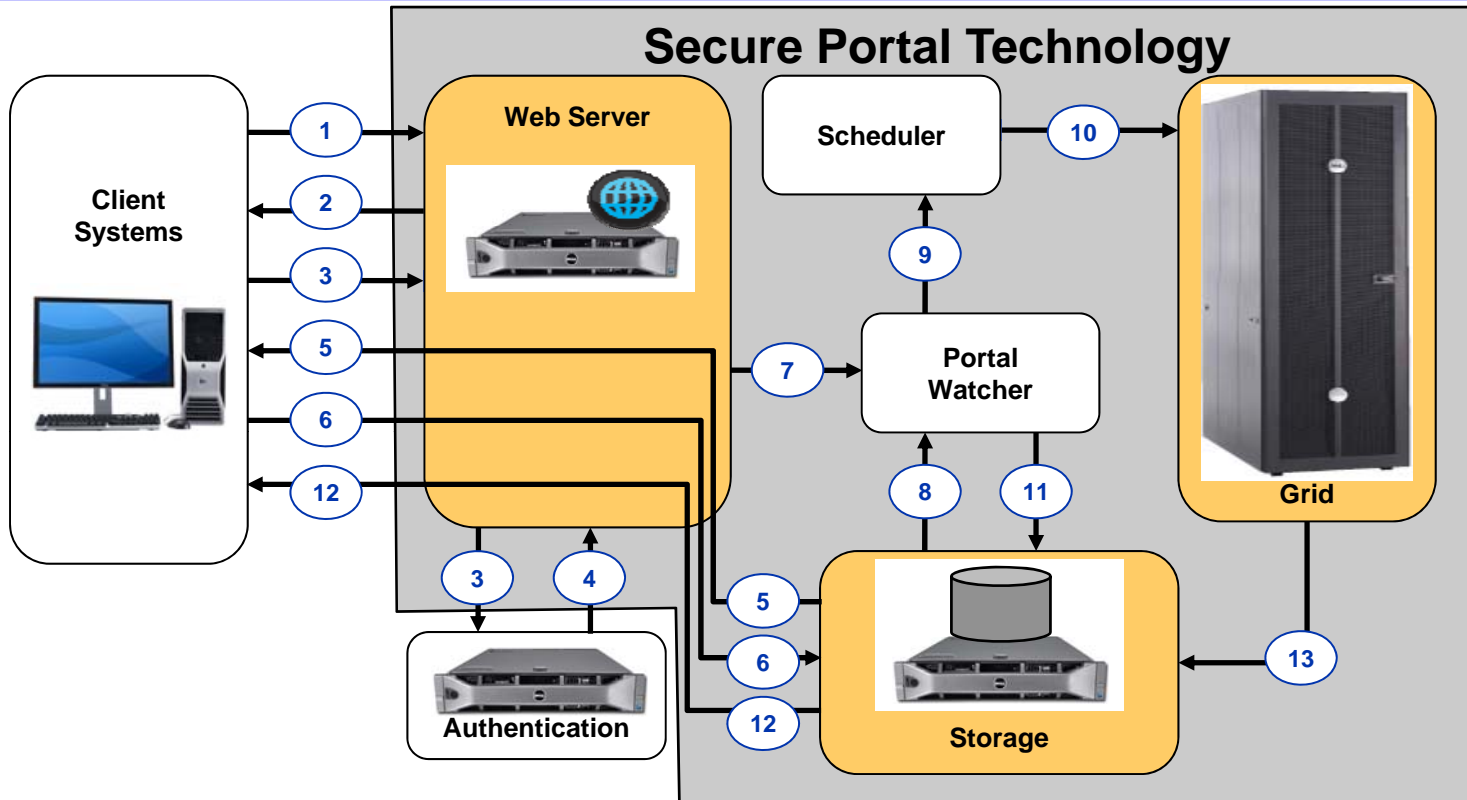 Secure Portal Technology
Web Server
Scheduler
10
1
Client
Systems
2
3
9
5
7
Portal
Watcher
6
12
8
11
Grid
3
4
5
6
13
12
Authentication
Storage